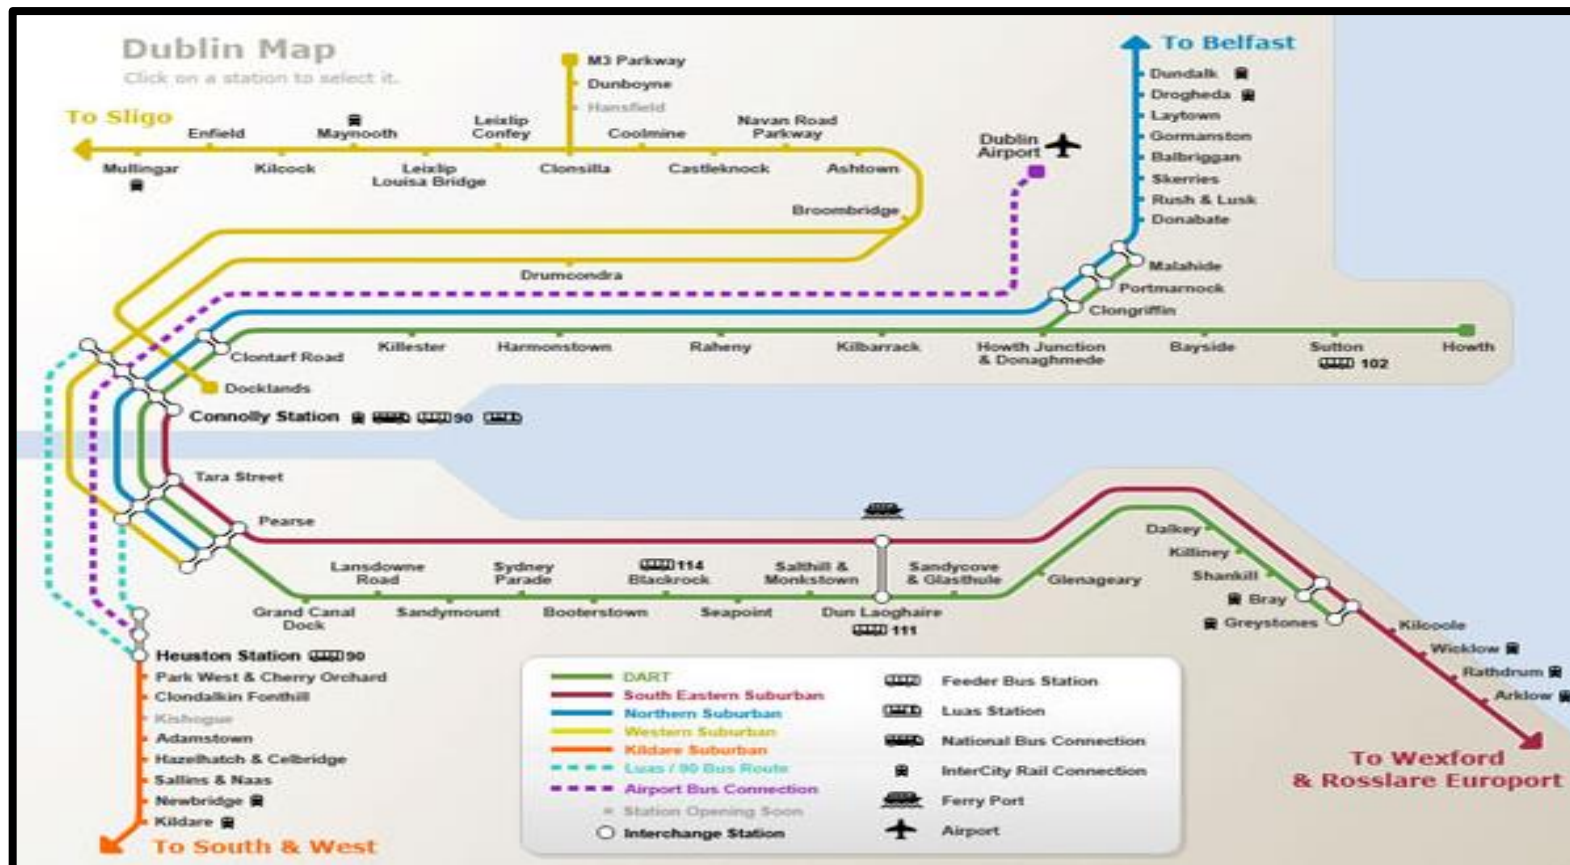 Dublin Map
Click on a station to select it.
To Sligo
Enfield
Maynooth
Leixlip
Confey
M3 Parkway
Dunboyne
Hansfield
Coolmine
Navan Road
Parkway
Mullingar
Kilcock
Leixlip
Louisa Bridge
Clonsilla
Castleknock
Ashtown
Broombridge
Drumcondra
Dublin
Airport
To Belfast
Dundalk
Drogheda
Laytown
Gormanston
Balbriggan
Skerries
Rush & Lusk
Donabate
Malahide
Portmarnock
Clongriffin
Clontarf Road
Killester
Harmonstown
Raheny
Kilbarrack
Howth Junction
& Donaghmede
Bayside
Sutton
102
Howth
Docklands
Connolly Station 90
Tara Street
Pearse
Lansdowne
Road
Sydney
Parade
114
Blackrock
Salthill &
Monkstown
Sandycove
& Glasthule
Glenageary
Dalkey
Killiney
Shankill
Bray
Greystones
Grand Canal
Dock
Sandymount
Booterstown
Seapoint
Dun Laoghaire
111
Kilcoole
Wicklow
Rathdrum
Arklow
To Wexford
& Rosslare Europort
Heuston Station 90
Park West & Cherry Orchard
Clondalkin Fonthill
Kishogue
Adamstown
Hazelhatch & Celbridge
Sallins & Naas
Newbridge
Kildare
To South & West
DART
South Eastern Suburban
Northern Suburban
Western Suburban
Kildare Suburban
Luas / 90 Bus Route
Airport Bus Connection
Station Opening Soon
Interchange Station
Feeder Bus Station
Luas Station
National Bus Connection
InterCity Rail Connection
Ferry Port
Airport